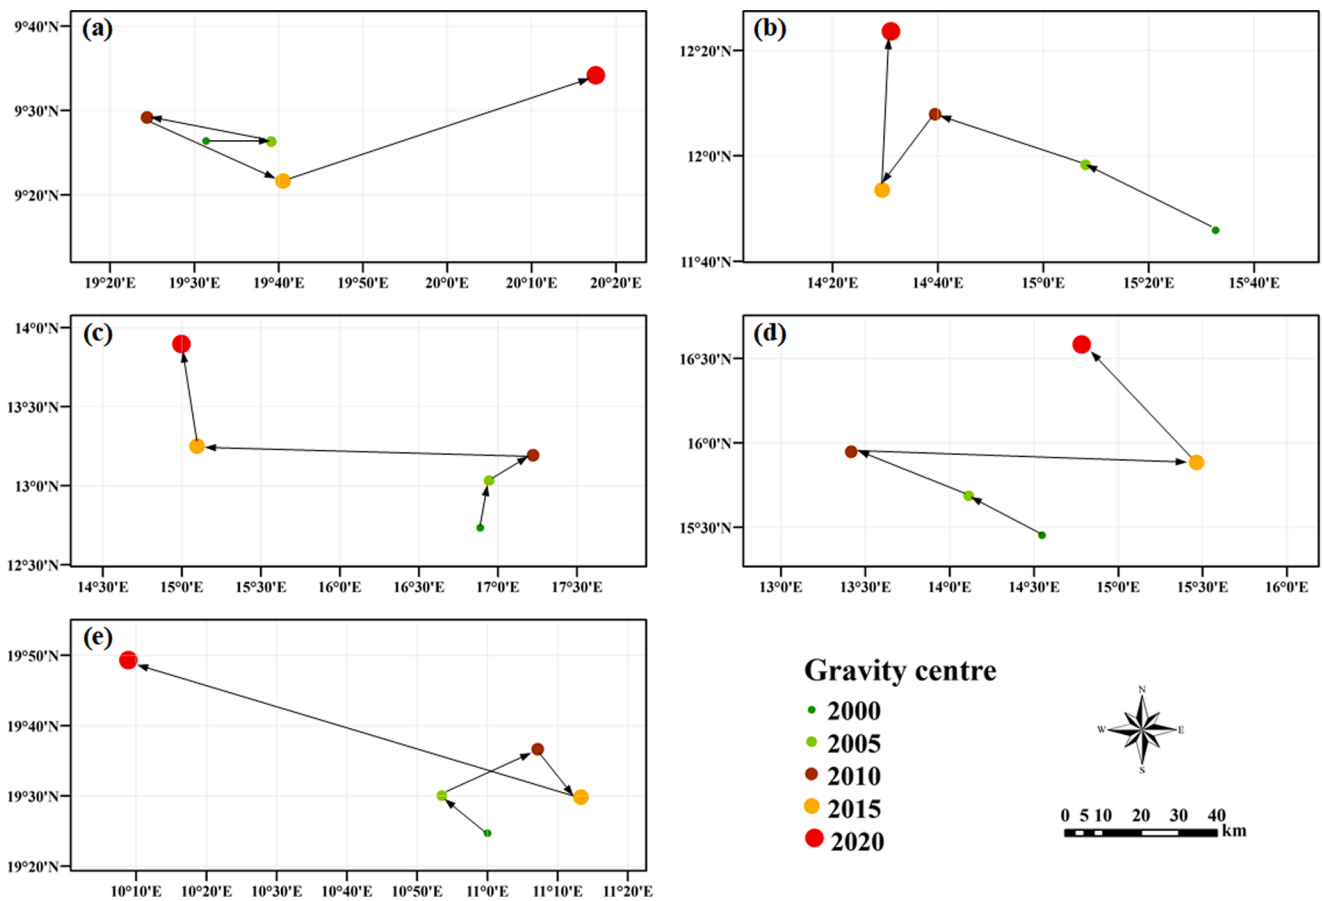 (a)
9°40'N
9°30'N
9°20'N
19°20'E 19°30'E 19°40'E 19°50'E 20°0'E 20°10'E 20°20'E
(b)
12°20'N
12°0'N
11°40'N
14°20'E 14°40'E 15°0'E 15°20'E 15°40'E
(c)
14°0'N
13°30'N
13°0'N
12°30'N
14°30'E 15°0'E 15°30'E 16°0'E 16°30'E 17°0'E 17°30'E
(d)
16°30'N
16°0'N
15°30'N
13°0'E 13°30'E 14°0'E 14°30'E 15°0'E 15°30'E 16°0'E
(e)
19°50'N
19°40'N
19°30'N
19°20'N
10°10'E 10°20'E 10°30'E 10°40'E 10°50'E 11°0'E 11°10'E 11°20'E
Gravity centre
2000
2005
2010
2015
2020
N
W E
S
0 5 10 20 30 40
km